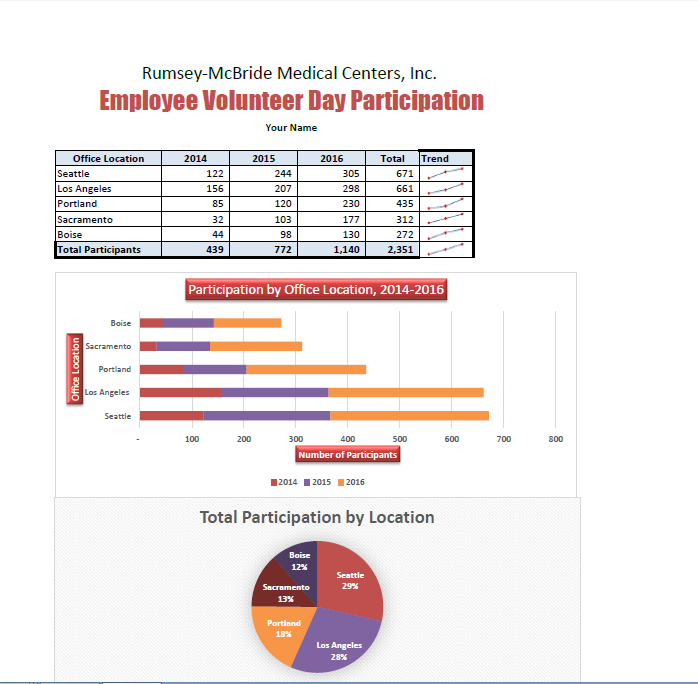 Rumsey-McBride Medical Centers, Inc.
Employee Volunteer Day Participation
Your Name
Office Location 2014 2015 2016 Total Trend
Seattle 122 244 305 671
Los Angeles 156 207 298 661
Portland 85 120 230 435
Sacramento 32 103 177 312
Boise 44 98 130 272
Total Participants 439 772 1,140 2,351
Participation by Office Location, 2014-2016
Office Location
Boise
Sacramento
Portland
Los Angeles
Seattle
- 100 200 300 400 500 600 700 800
Number of Participants
2014 2015 2016
Total Participation by Location
Boise
12%
Seattle
29%
Sacramento
13%
Portland
18%
Los Angeles
28%